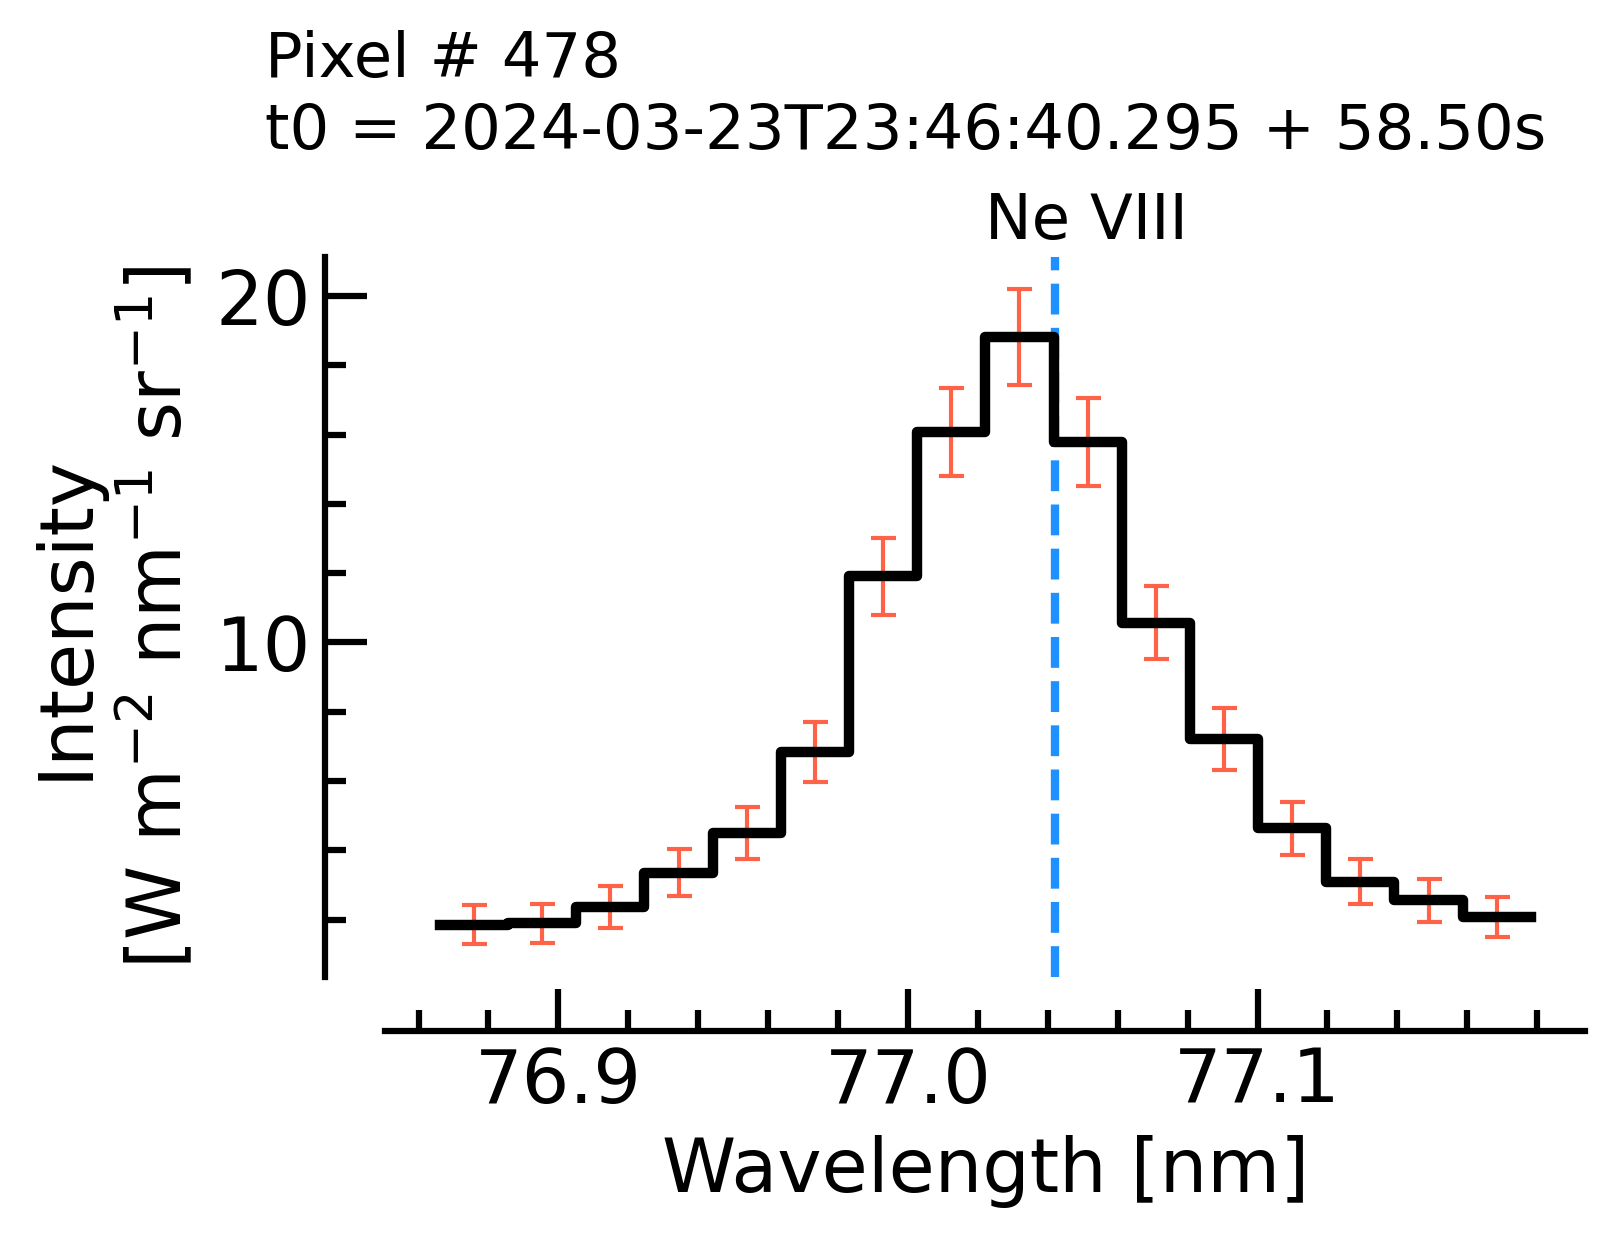 Pixel # 478
t0 = 2024-03-23T23:46:40.295 + 58.50s
Ne VIII
Intensity
[W m⁻² nm⁻¹ sr⁻¹]
20
10
76.9 77.0 77.1
Wavelength [nm]